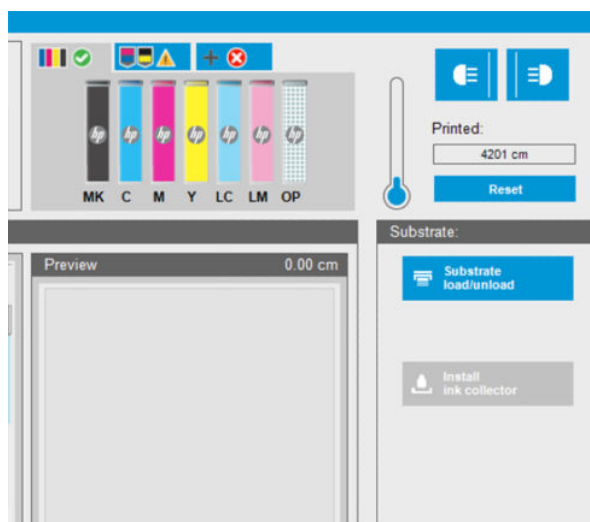 hp hp hp hp hp hp hp
MK C M Y LC LM OP
Printed:
4201 cm
Reset
Substrate:
Preview 0.00 cm
Substrate
load/unload
Install
ink collector